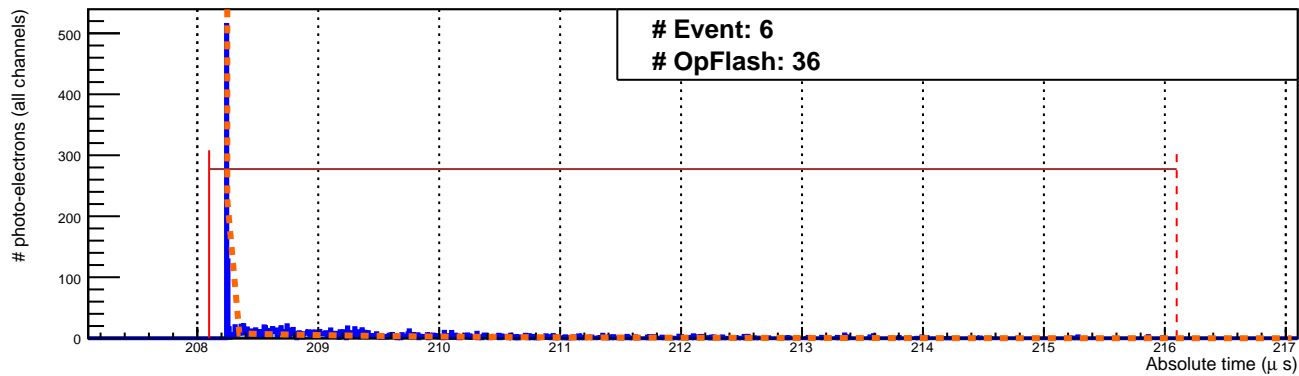 # Event: 6
# OpFlash: 36
# photo-electrons (all channels)
500
400
300
200
100
0
208 209 210 211 212 213 214 215 216 217
Absolute time (μ s)